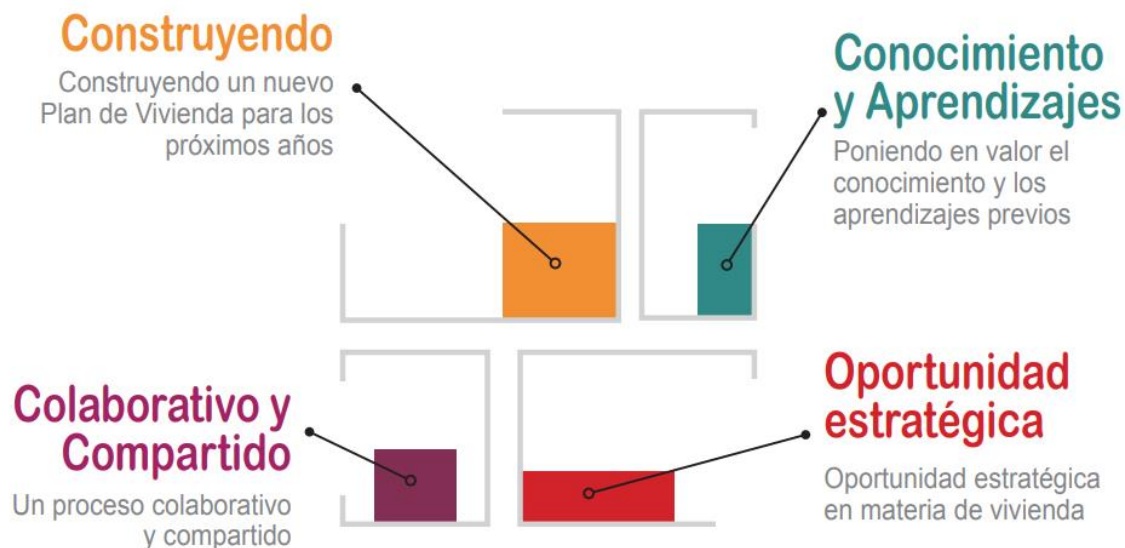 Construyendo
Construyendo un nuevo
Plan de Vivienda para los
próximos años
Conocimiento
y Aprendizajes
Poniendo en valor el
conocimiento y los
aprendizajes previos
Colaborativo y
Compartido
Un proceso colaborativo
y compartido
Oportunidad
estratégica
Oportunidad estratégica
en materia de vivienda